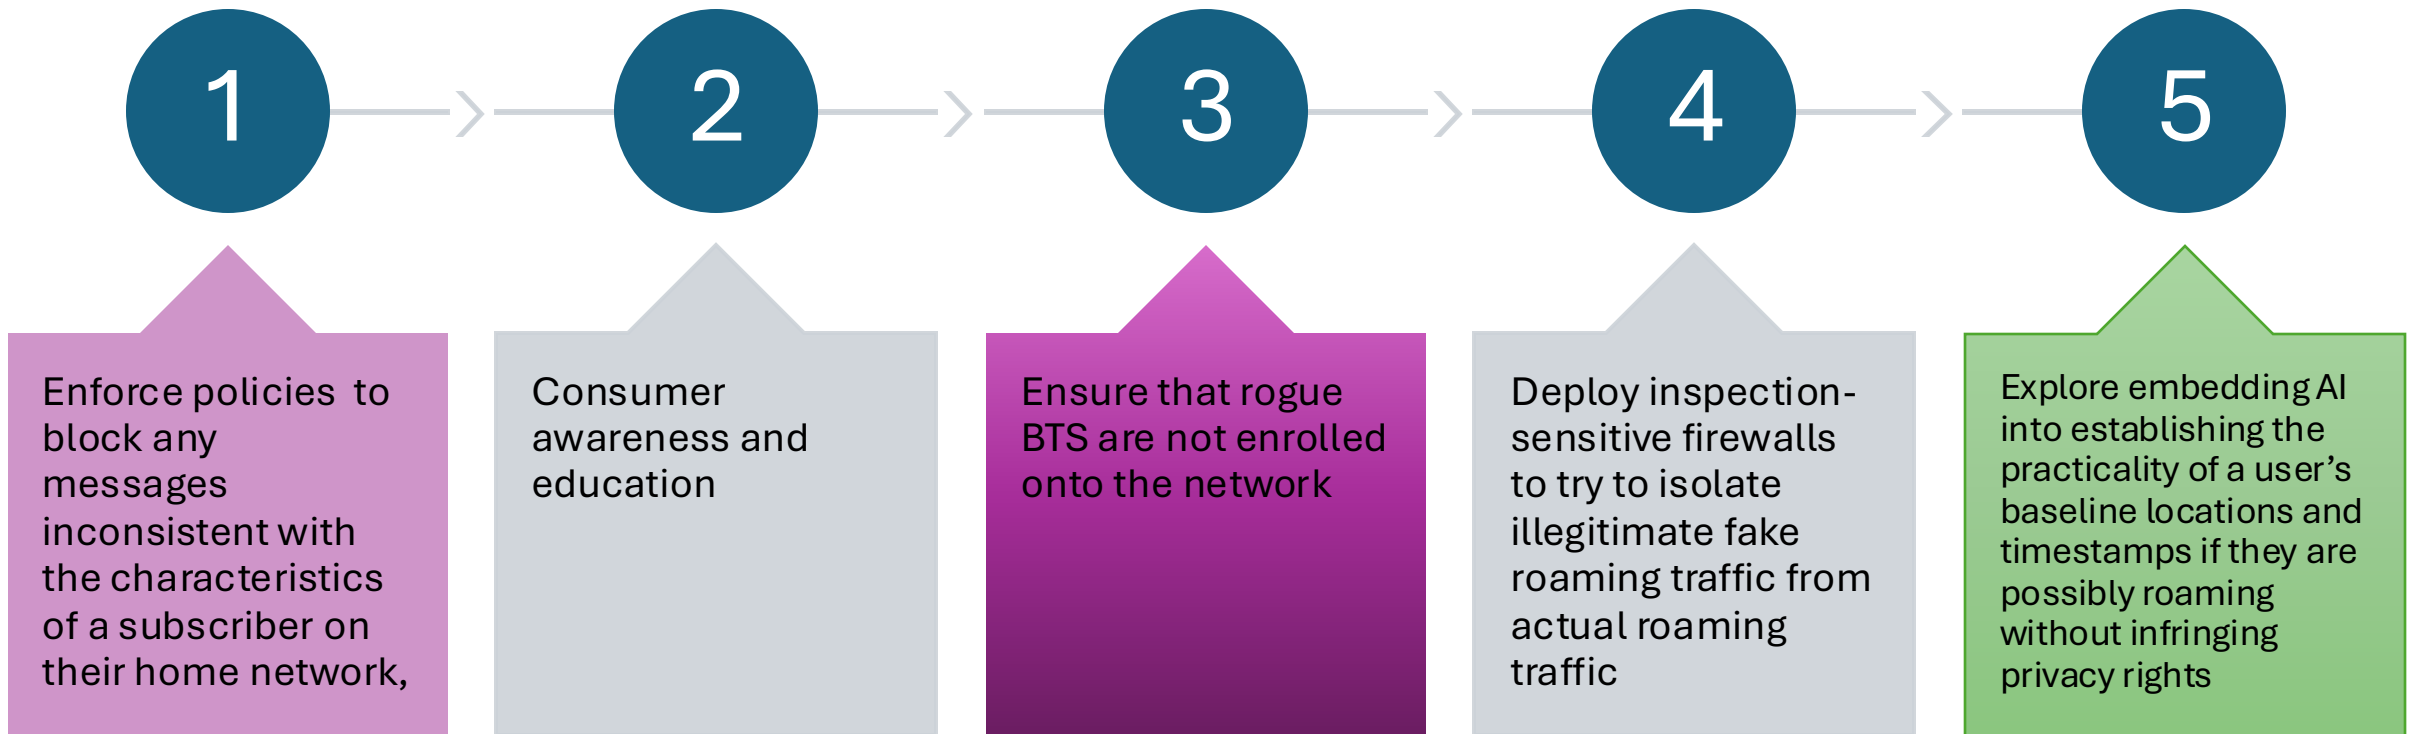 1
2
3
4
5
Enforce policies  to
block any
messages
inconsistent with
the characteristics
of a subscriber on
their home network,
Consumer
awareness and
education
Ensure that rogue
BTS are not enrolled
onto the network
Deploy inspection-
sensitive firewalls
to try to isolate
illegitimate fake
roaming traffic from
actual roaming
traffic
Explore embedding AI
into establishing the
practicality of a user’s
baseline locations and
timestamps if they are
possibly roaming
without infringing
privacy rights